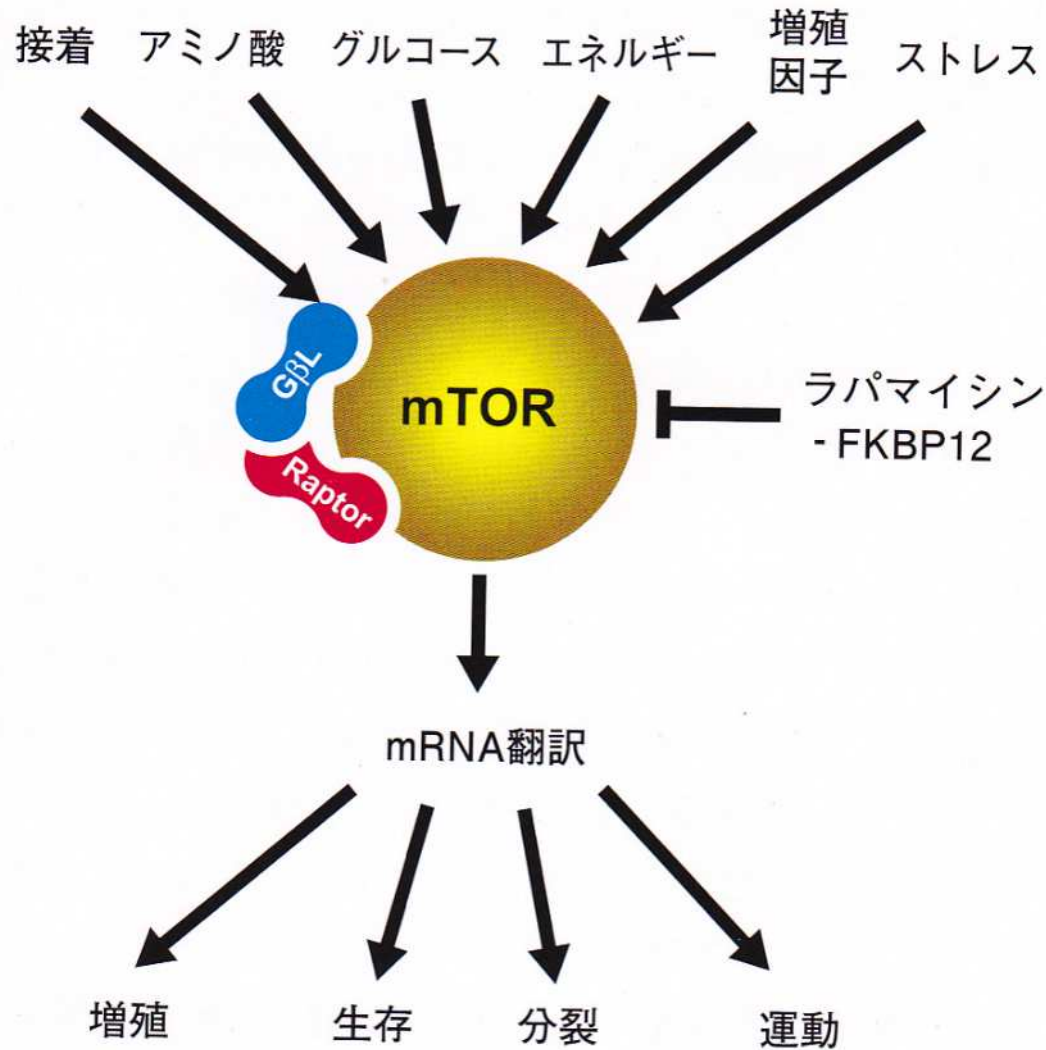 接着
アミノ酸
グルコース
エネルギー
増殖
因子
ストレス
GβL
mTOR
Raptor
ラパマイシン
- FKBP12
mRNA翻訳
増殖
生存
分裂
運動